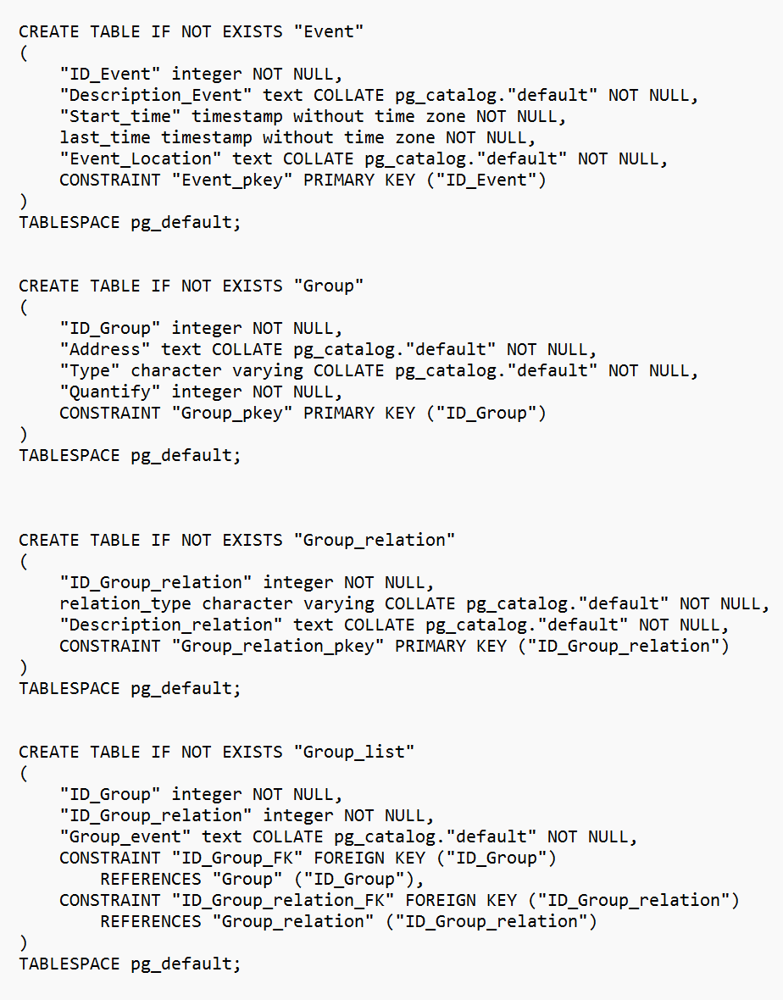 CREATE TABLE IF NOT EXISTS "Event"
(
    "ID_Event" integer NOT NULL,
    "Description_Event" text COLLATE pg_catalog."default" NOT NULL,
    "Start_time" timestamp without time zone NOT NULL,
    last_time timestamp without time zone NOT NULL,
    "Event_Location" text COLLATE pg_catalog."default" NOT NULL,
    CONSTRAINT "Event_pkey" PRIMARY KEY ("ID_Event")
)
TABLESPACE pg_default;
CREATE TABLE IF NOT EXISTS "Group"
(
    "ID_Group" integer NOT NULL,
    "Address" text COLLATE pg_catalog."default" NOT NULL,
    "Type" character varying COLLATE pg_catalog."default" NOT NULL,
    "Quantify" integer NOT NULL,
    CONSTRAINT "Group_pkey" PRIMARY KEY ("ID_Group")
)
TABLESPACE pg_default;
CREATE TABLE IF NOT EXISTS "Group_relation"
(
    "ID_Group_relation" integer NOT NULL,
    relation_type character varying COLLATE pg_catalog."default" NOT NULL,
    "Description_relation" text COLLATE pg_catalog."default" NOT NULL,
    CONSTRAINT "Group_relation_pkey" PRIMARY KEY ("ID_Group_relation")
)
TABLESPACE pg_default;
CREATE TABLE IF NOT EXISTS "Group_list"
(
    "ID_Group" integer NOT NULL,
    "ID_Group_relation" integer NOT NULL,
    "Group_event" text COLLATE pg_catalog."default" NOT NULL,
    CONSTRAINT "ID_Group_FK" FOREIGN KEY ("ID_Group")
        REFERENCES "Group" ("ID_Group"),
    CONSTRAINT "ID_Group_relation_FK" FOREIGN KEY ("ID_Group_relation")
        REFERENCES "Group_relation" ("ID_Group_relation")
)
TABLESPACE pg_default;